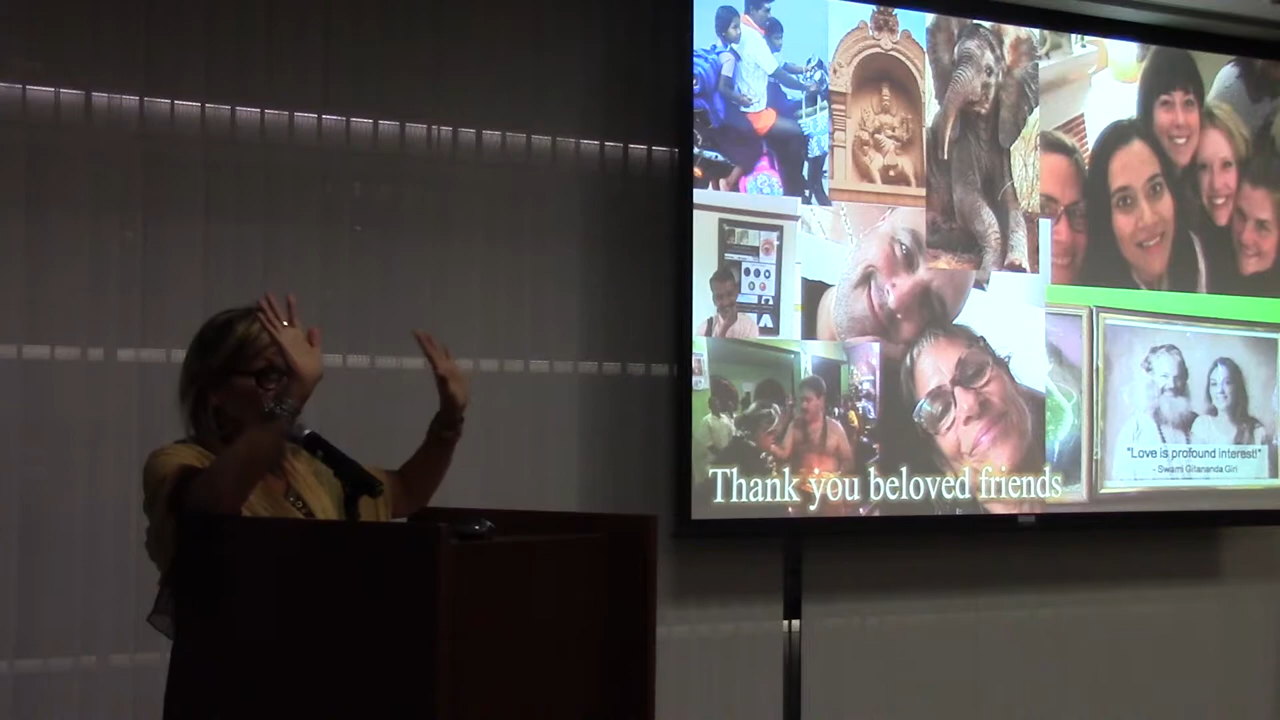 "Love is profound interest!"
- Swami Gitananda Giri
Thank you beloved friends